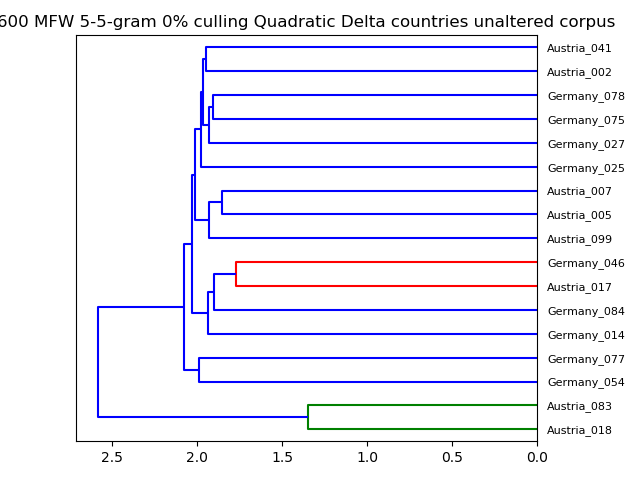 600 MFW 5-5-gram 0% culling Quadratic Delta countries unaltered corpus
Austria_041
Austria_002
Germany_078
Germany_075
Germany_027
Germany_025
Austria_007
Austria_005
Austria_099
Germany_046
Austria_017
Germany_084
Germany_014
Germany_077
Germany_054
Austria_083
Austria_018
2.5 2.0 1.5 1.0 0.5 0.0